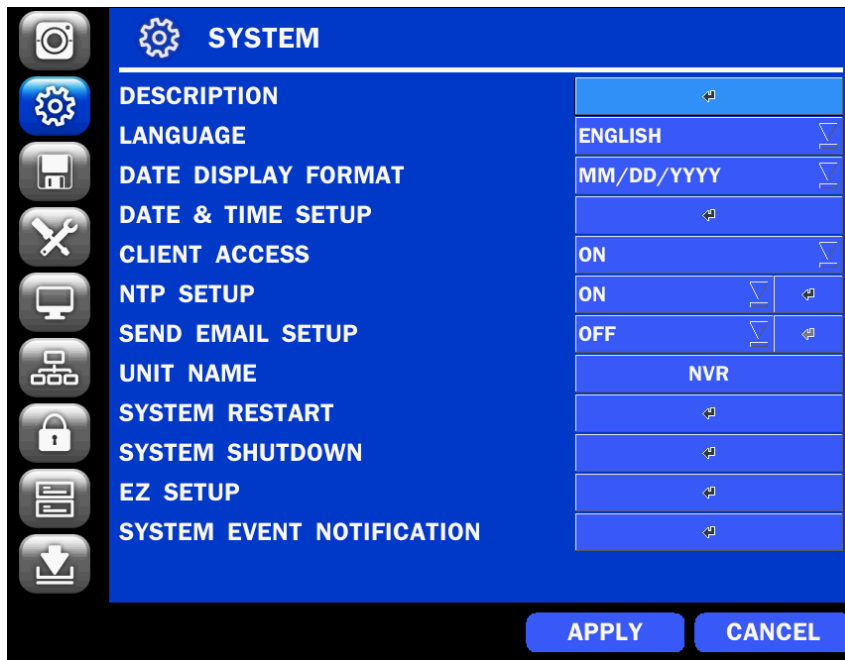 SYSTEM
DESCRIPTION
LANGUAGE ENGLISH
DATE DISPLAY FORMAT MM/DD/YYYY
DATE & TIME SETUP
CLIENT ACCESS ON
NTP SETUP ON
SEND EMAIL SETUP OFF
UNIT NAME NVR
SYSTEM RESTART
SYSTEM SHUTDOWN
EZ SETUP
SYSTEM EVENT NOTIFICATION
APPLY CANCEL